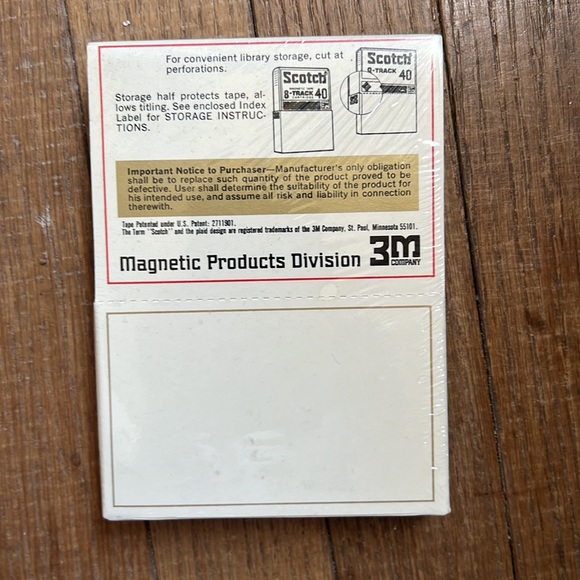 For convenient library storage, cut at
perforations.
Storage half protects tape, al-
lows titling. See enclosed Index
Label for STORAGE INSTRUC-
TIONS.
Scotch
MAGNETIC TAPE
8-TRACK 40
CARTRIDGE
Scotch
8-TRACK 40
Important Notice to Purchaser—Manufacturer's only obligation
shall be to replace such quantity of the product proved to be
defective. User shall determine the suitability of the product for
his intended use, and assume all risk and liability in connection
therewith.
Tape Patented under U.S. Patent: 2711901.
The Term "Scotch" and the plaid design are registered trademarks of the 3M Company, St. Paul, Minnesota 55101.
Magnetic Products Division 3M
COMPANY